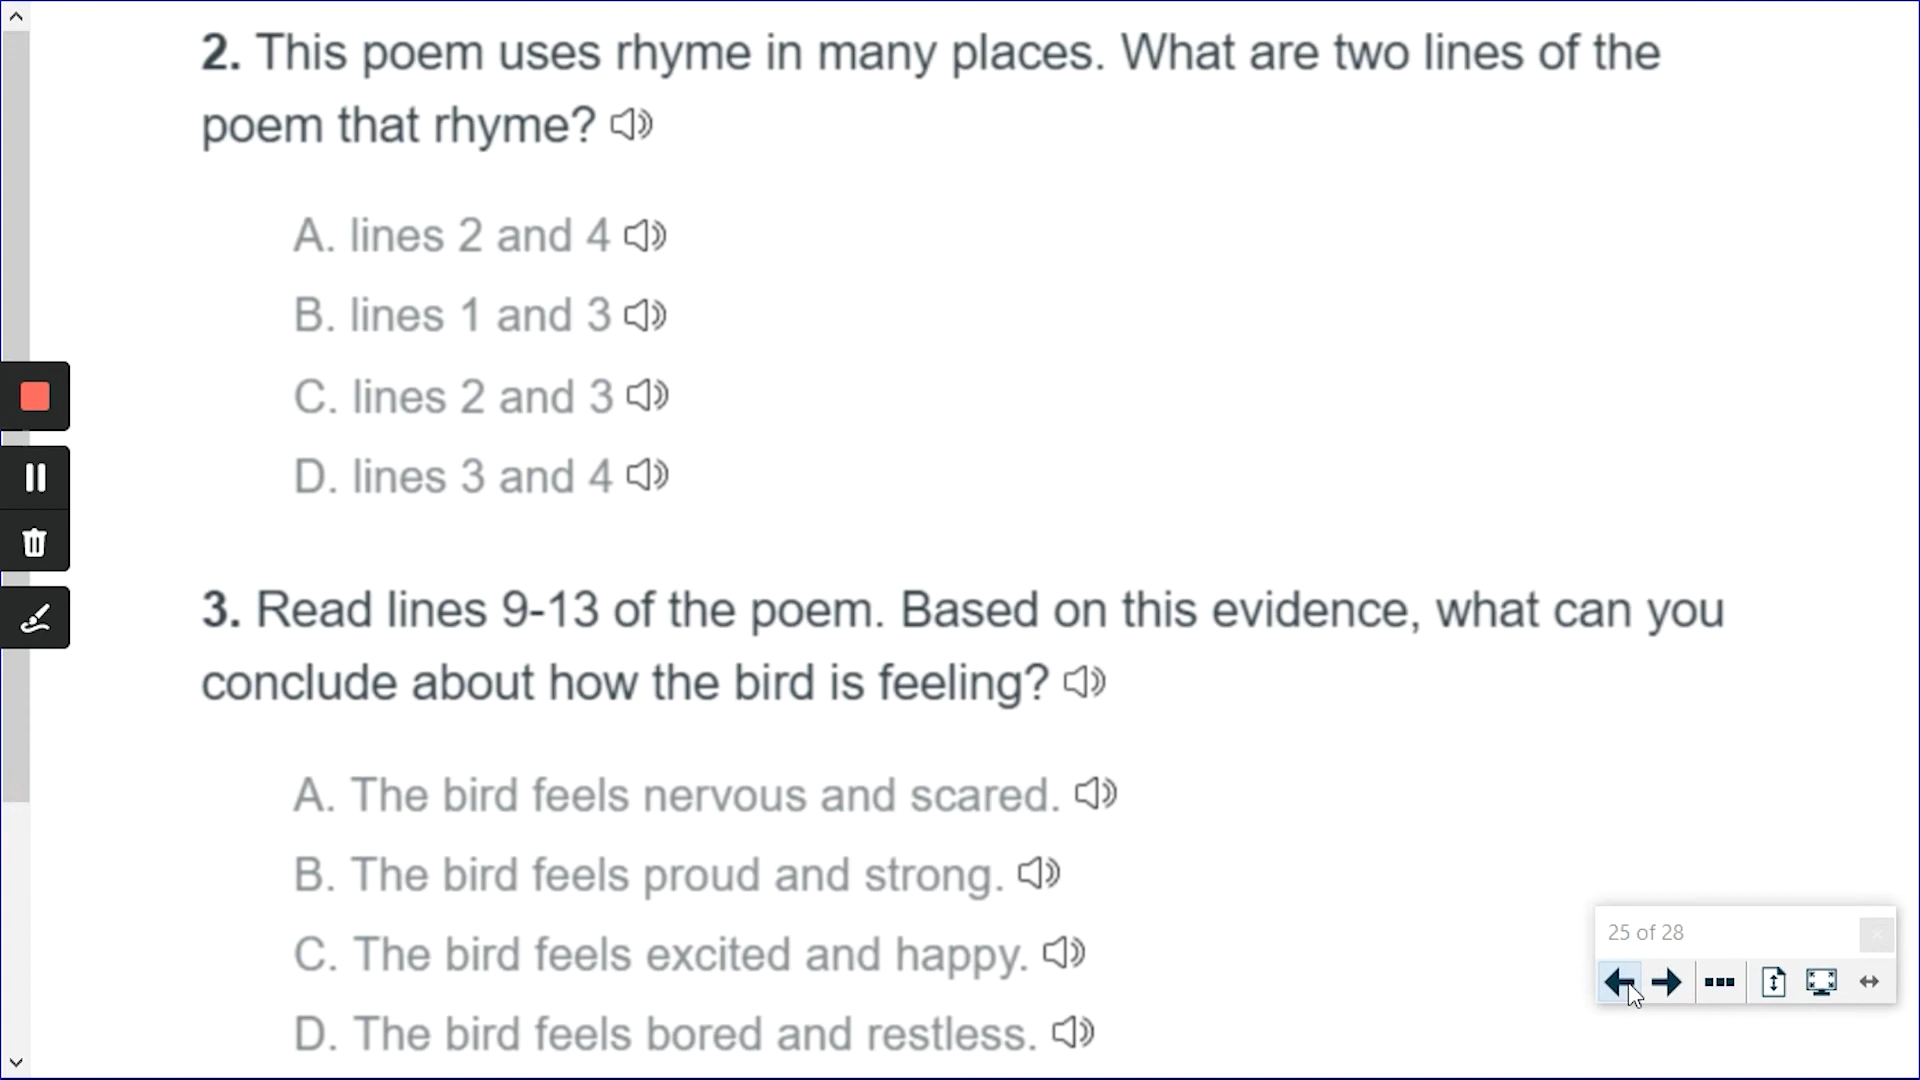 2. This poem uses rhyme in many places. What are two lines of the
poem that rhyme?
A. lines 2 and 4
B. lines 1 and 3
C. lines 2 and 3
D. lines 3 and 4
3. Read lines 9-13 of the poem. Based on this evidence, what can you
conclude about how the bird is feeling?
A. The bird feels nervous and scared.
B. The bird feels proud and strong.
C. The bird feels excited and happy.
D. The bird feels bored and restless.
25 of 28